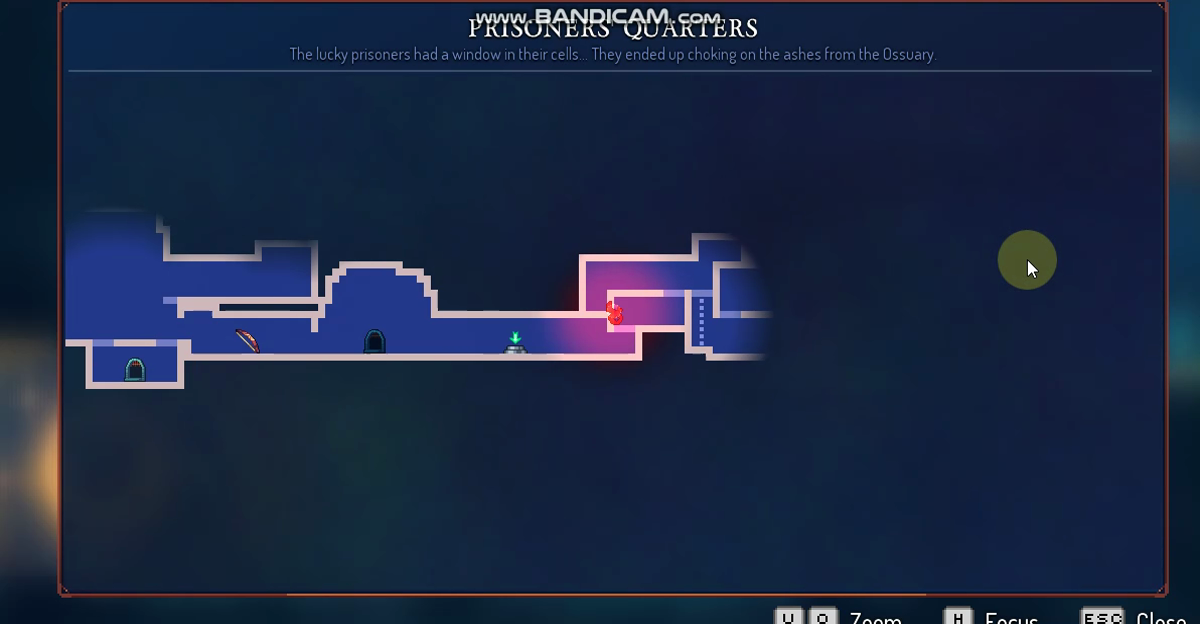 www.BANDICAM.com
PRISONERS' QUARTERS
The lucky prisoners had a window in their cells... They ended up choking on the ashes from the Ossuary.
Zoom
Focus
ESC Close